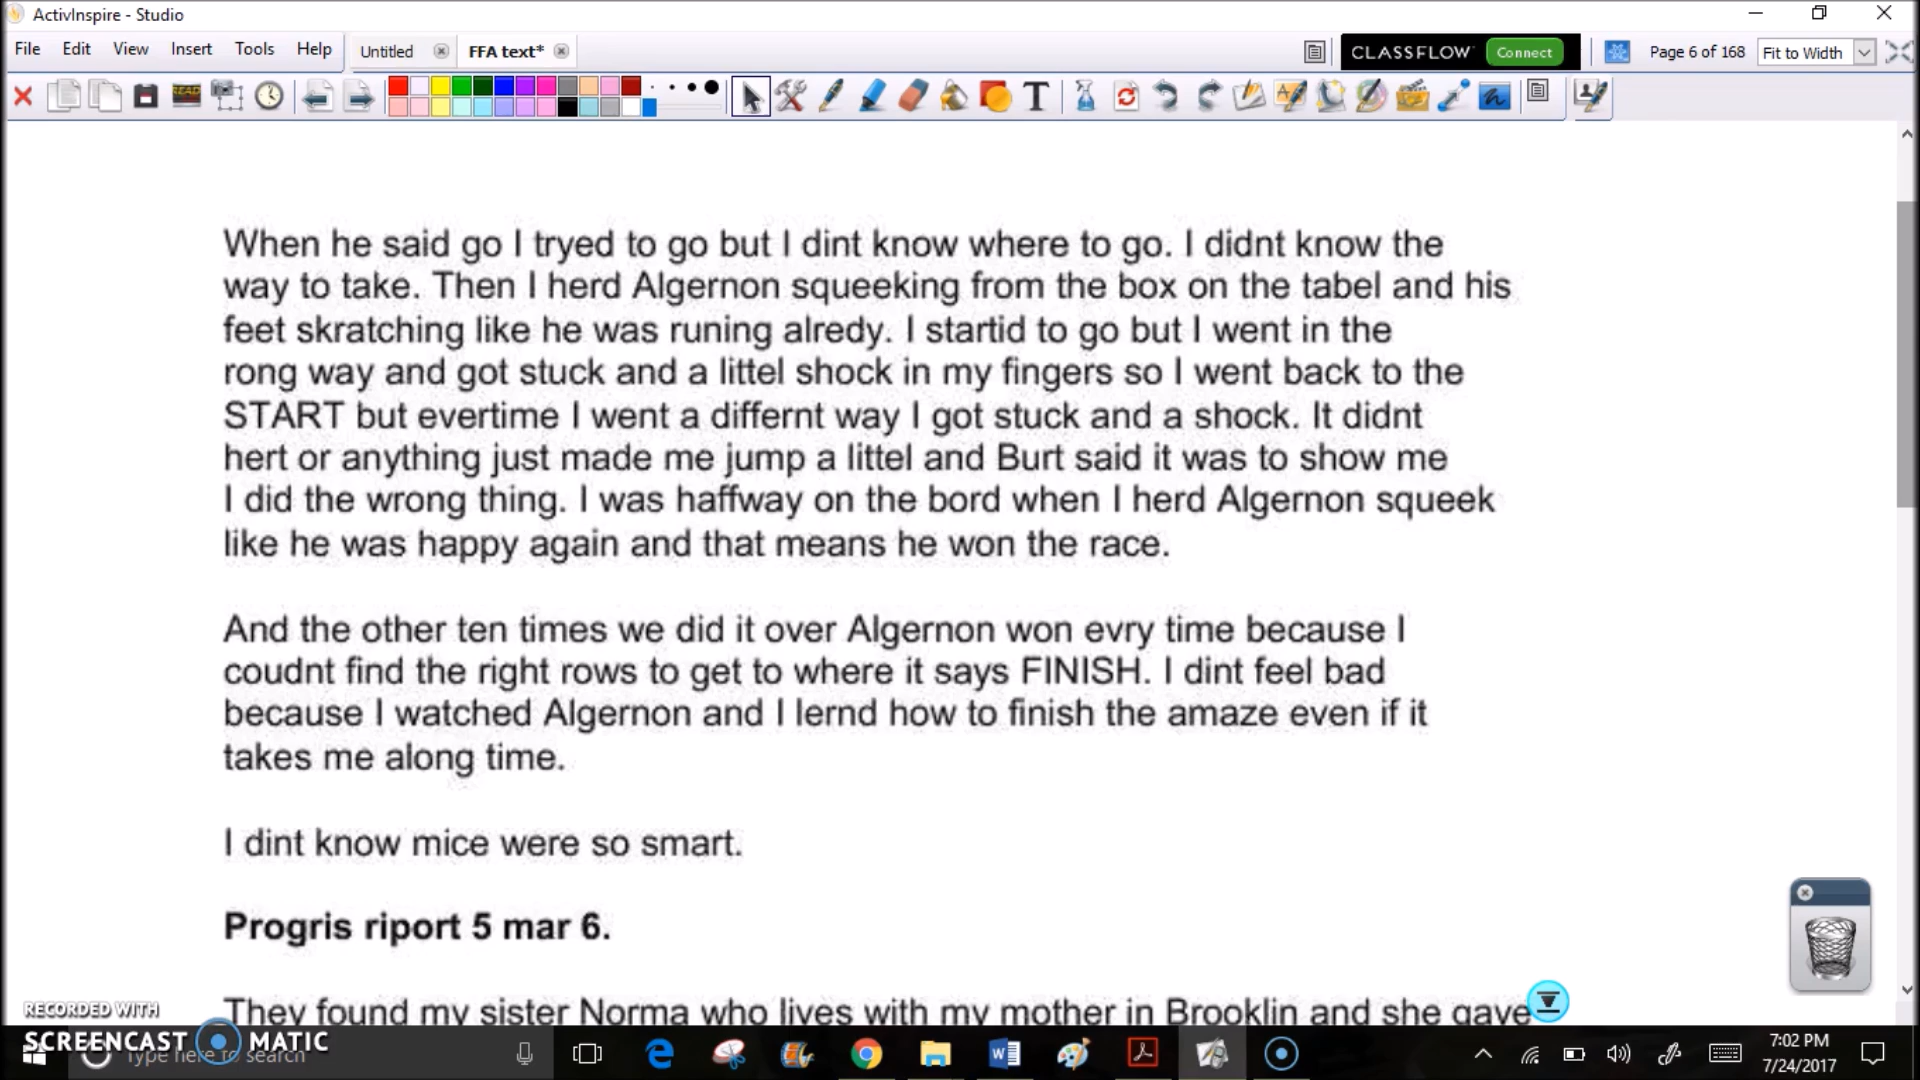 ActivInspire - Studio
File Edit View Insert Tools Help
Untitled FFA text*
CLASSFLOW Connect
Page 6 of 168 Fit to Width
When he said go I tryed to go but I dint know where to go. I didnt know the
way to take. Then I herd Algernon squeeking from the box on the tabel and his
feet skratching like he was runing alredy. I startid to go but I went in the
rong way and got stuck and a littel shock in my fingers so I went back to the
START but evertime I went a differnt way I got stuck and a shock. It didnt
hert or anything just made me jump a littel and Burt said it was to show me
I did the wrong thing. I was haffway on the bord when I herd Algernon squeek
like he was happy again and that means he won the race.
And the other ten times we did it over Algernon won evry time because I
coudnt find the right rows to get to where it says FINISH. I dint feel bad
because I watched Algernon and I lernd how to finish the amaze even if it
takes me along time.
I dint know mice were so smart.
Progris riport 5 mar 6.
They found my sister Norma who lives with my mother in Brooklin and she gave
RECORDED WITH
SCREENCAST MATIC
Type here to search
7:02 PM
7/24/2017